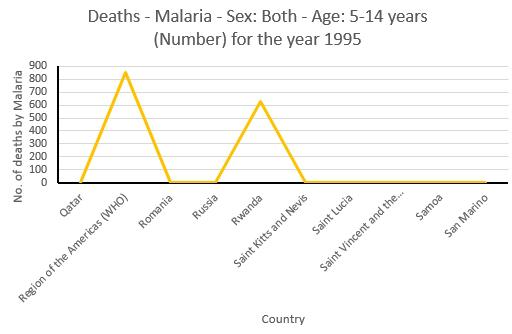 Deaths - Malaria - Sex: Both - Age: 5-14 years
(Number) for the year 1995
No. of deaths by Malaria
900
800
700
600
500
400
300
200
100
0
Qatar
Region of the Americas (WHO)
Romania
Russia
Rwanda
Saint Kitts and Nevis
Saint Lucia
Saint Vincent and the...
Samoa
San Marino
Country